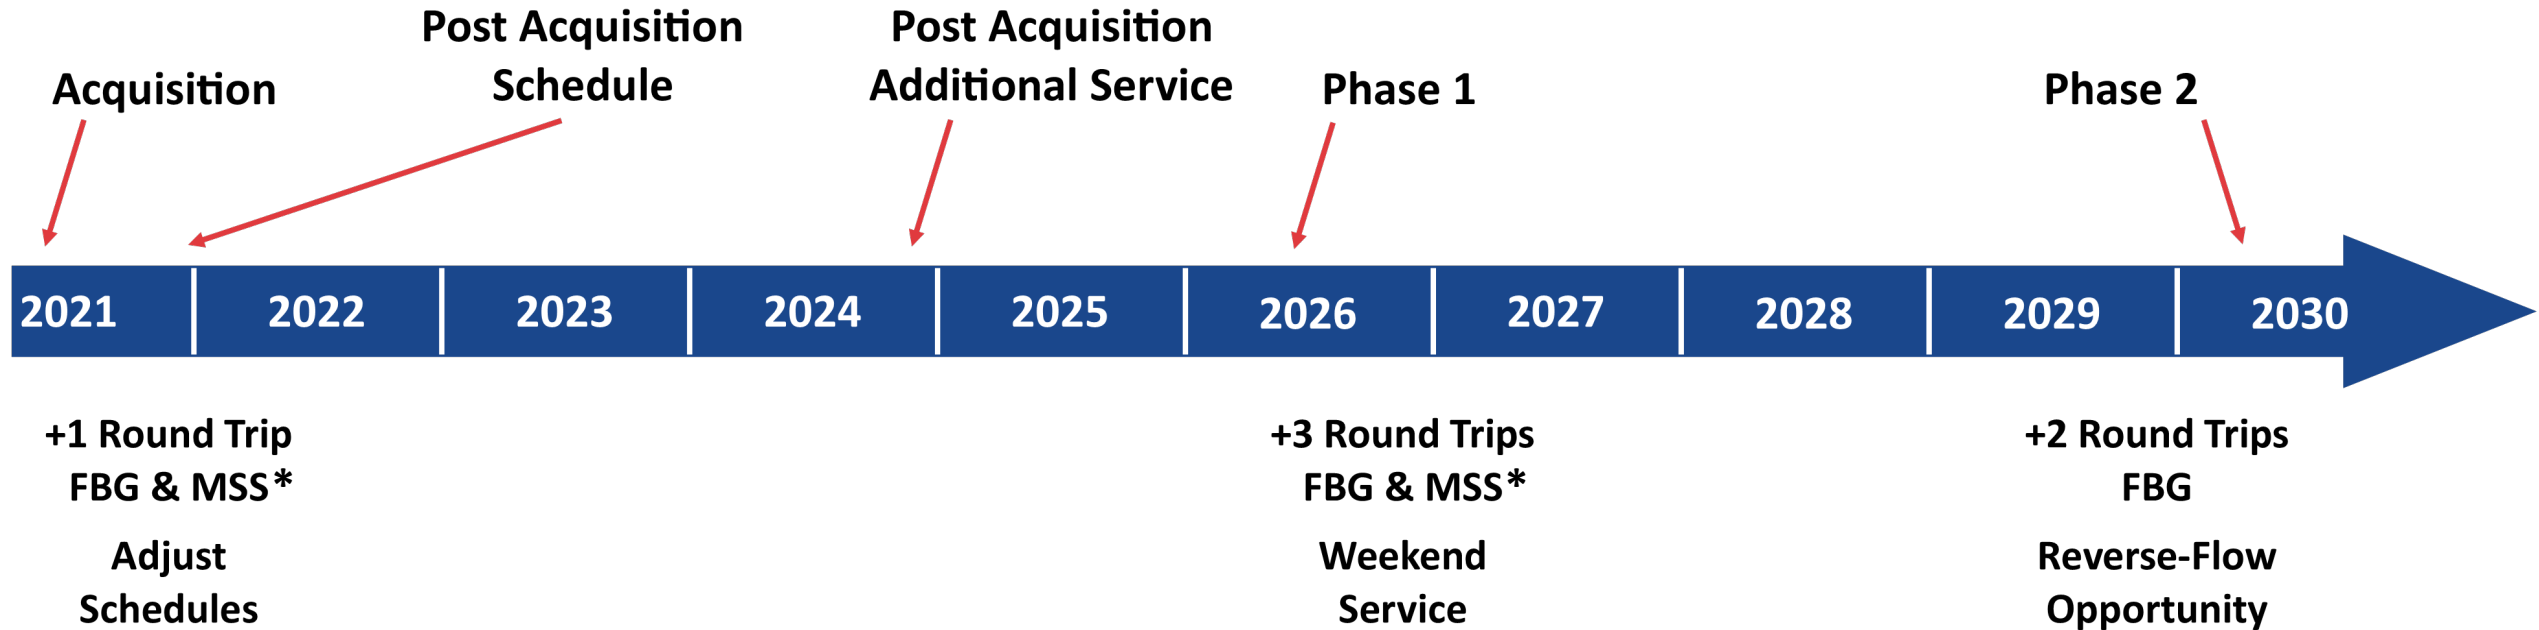 Acquisition
Post Acquisition
Schedule
Post Acquisition
Additional Service
Phase 1
Phase 2
2021
2022
2023
2024
2025
2026
2027
2028
2029
2030
+1 Round Trip
FBG & MSS*
Adjust
Schedules
+3 Round Trips
FBG & MSS*
Weekend
Service
+2 Round Trips
FBG
Reverse-Flow
Opportunity